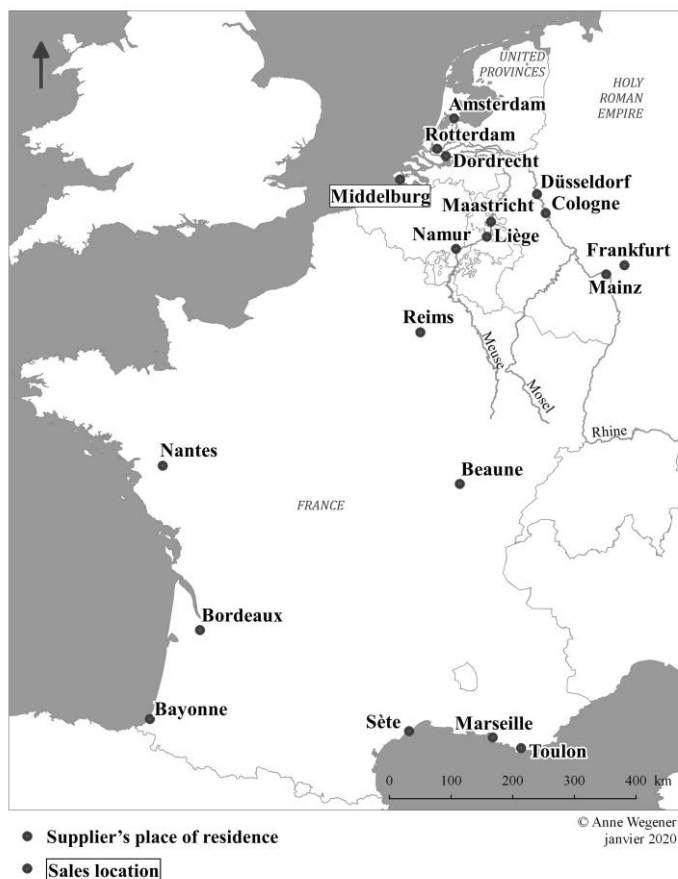 UNITED
PROVINCES
HOLY
ROMAN
EMPIRE
Amsterdam
Rotterdam
Dordrecht
Middelburg
Düsseldorf
Cologne
Maastricht
Namur
Liège
Frankfurt
Mainz
Reims
Meuse
Mosel
Rhine
Nantes
Beaune
FRANCE
Bordeaux
Bayonne
Sète
Marseille
Toulon
0 100 200 300 400 km
© Anne Wegener
janvier 2020
Supplier's place of residence
Sales location